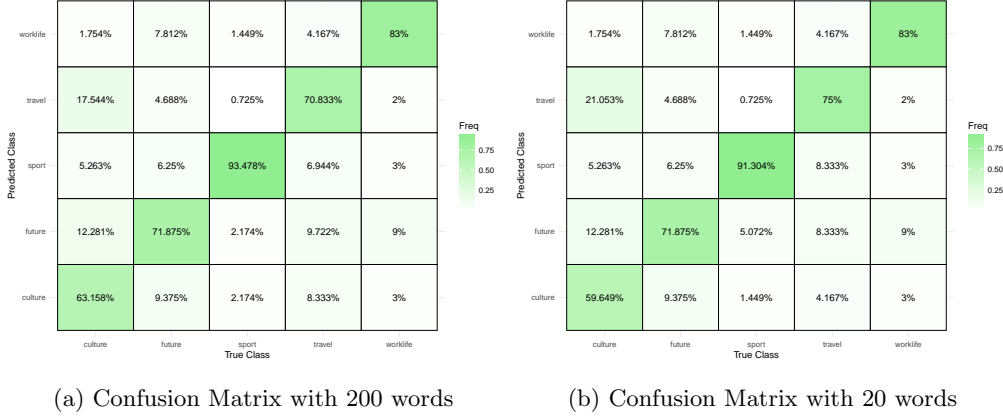 worklife 1.754% 7.812% 1.449% 4.167% 83%
travel 17.544% 4.688% 0.725% 70.833% 2%
sport 5.263% 6.25% 93.478% 6.944% 3%
future 12.281% 71.875% 2.174% 9.722% 9%
culture 63.158% 9.375% 2.174% 8.333% 3%
culture future sport travel worklife
True Class
Predicted Class
Freq
0.75
0.50
0.25
(a) Confusion Matrix with 200 words
worklife 1.754% 7.812% 1.449% 4.167% 83%
travel 21.053% 4.688% 0.725% 75% 2%
sport 5.263% 6.25% 91.304% 8.333% 3%
future 12.281% 71.875% 5.072% 8.333% 9%
culture 59.649% 9.375% 1.449% 4.167% 3%
culture future sport travel worklife
True Class
Predicted Class
Freq
0.75
0.50
0.25
(b) Confusion Matrix with 20 words